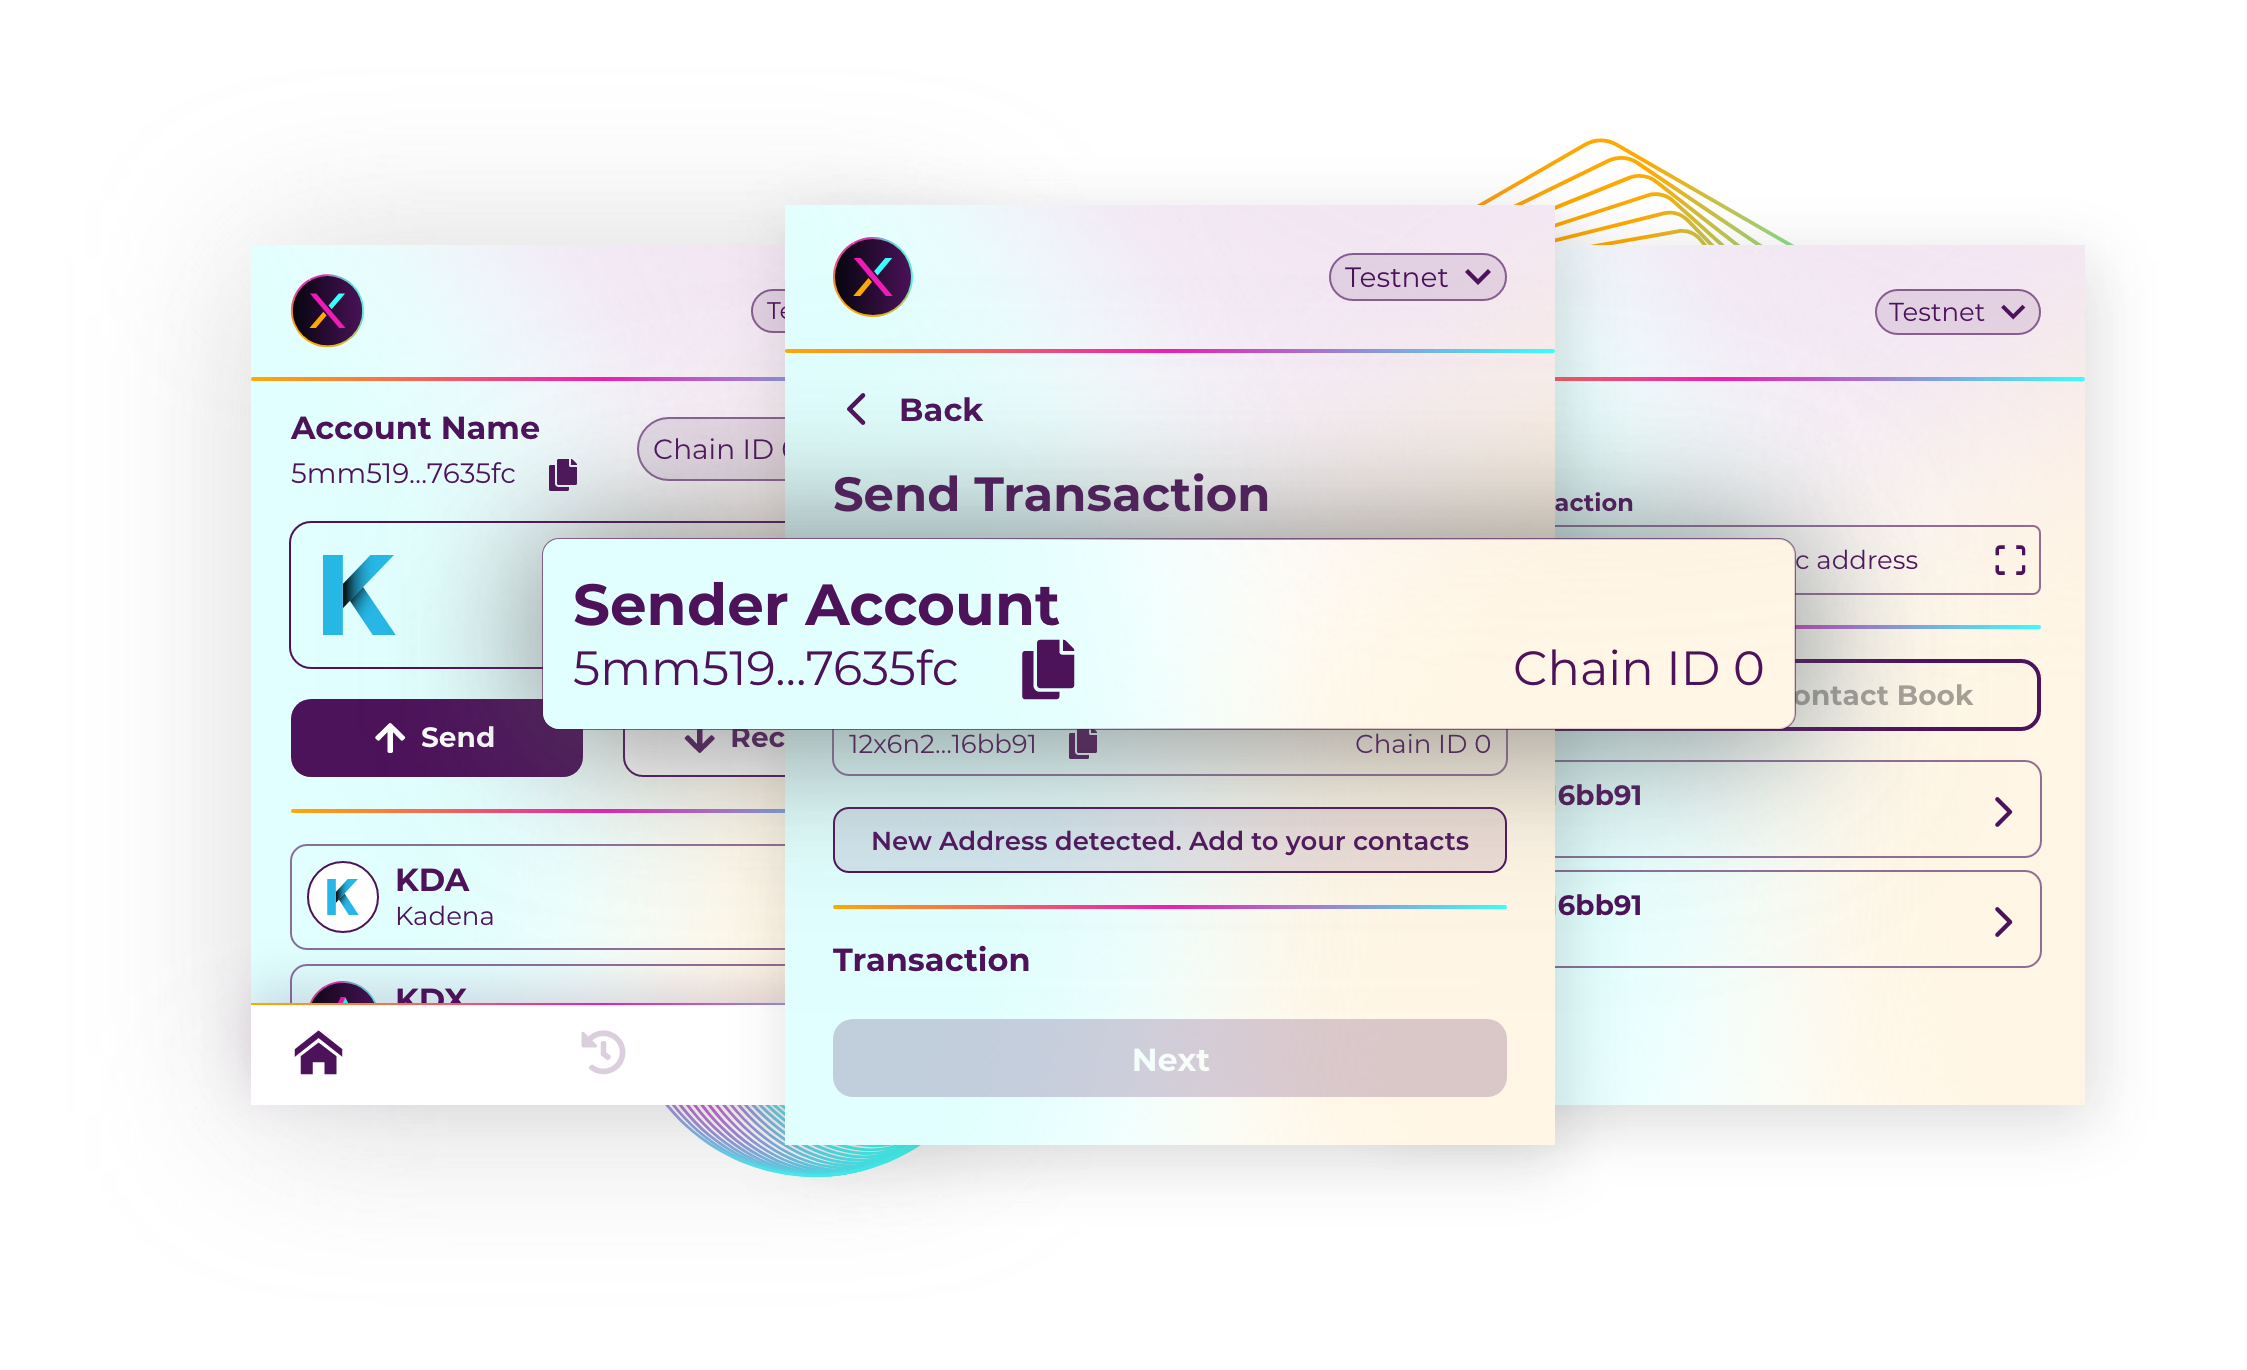 Account Name
5mm519...7635fc
Chain ID
Send
KDA
Kadena
KDX
Testnet
Back
Send Transaction
Sender Account
5mm519...7635fc
Chain ID 0
12x6n2...16bb91
Chain ID 0
New Address detected. Add to your contacts
Transaction
Next
Testnet
action
c address
ontact Book
6bb91
6bb91